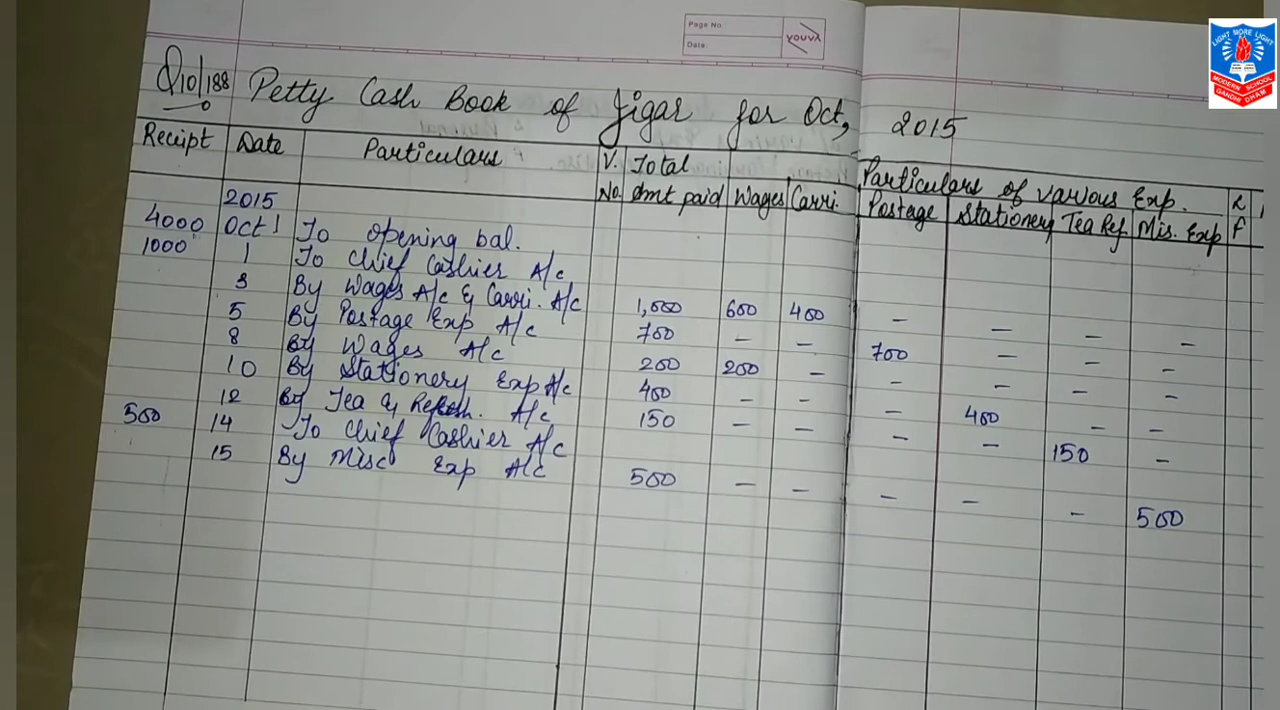 Page No.
Date:
YOUVA
LIGHT MORE LIGHT
MODERN SCHOOL
GANDHIDHAM
Q10/188 Petty Cash Book of Jigar for Oct, 2015
Receipt Date Particulars V. No. Total Amt paid Particulars of various Exp. L F
Wages Carri. Postage Stationery Tea Ref Mis. Exp
2015
4000 Oct 1 To opening bal.
1000 1 To Chief Cashier A/c
3 By Wages A/c & Carri. A/c 1,000 600 400 – – – –
5 By Postage Exp A/c 700 – – 700 – – –
8 By Wages A/c 200 200 – – – – –
10 By Stationery Exp A/c 400 – – – 400 – –
12 By Tea & Refresh. A/c 150 – – – – 150 –
500 14 To Chief Cashier A/c
15 By Misc Exp A/c 500 – – – – – 500